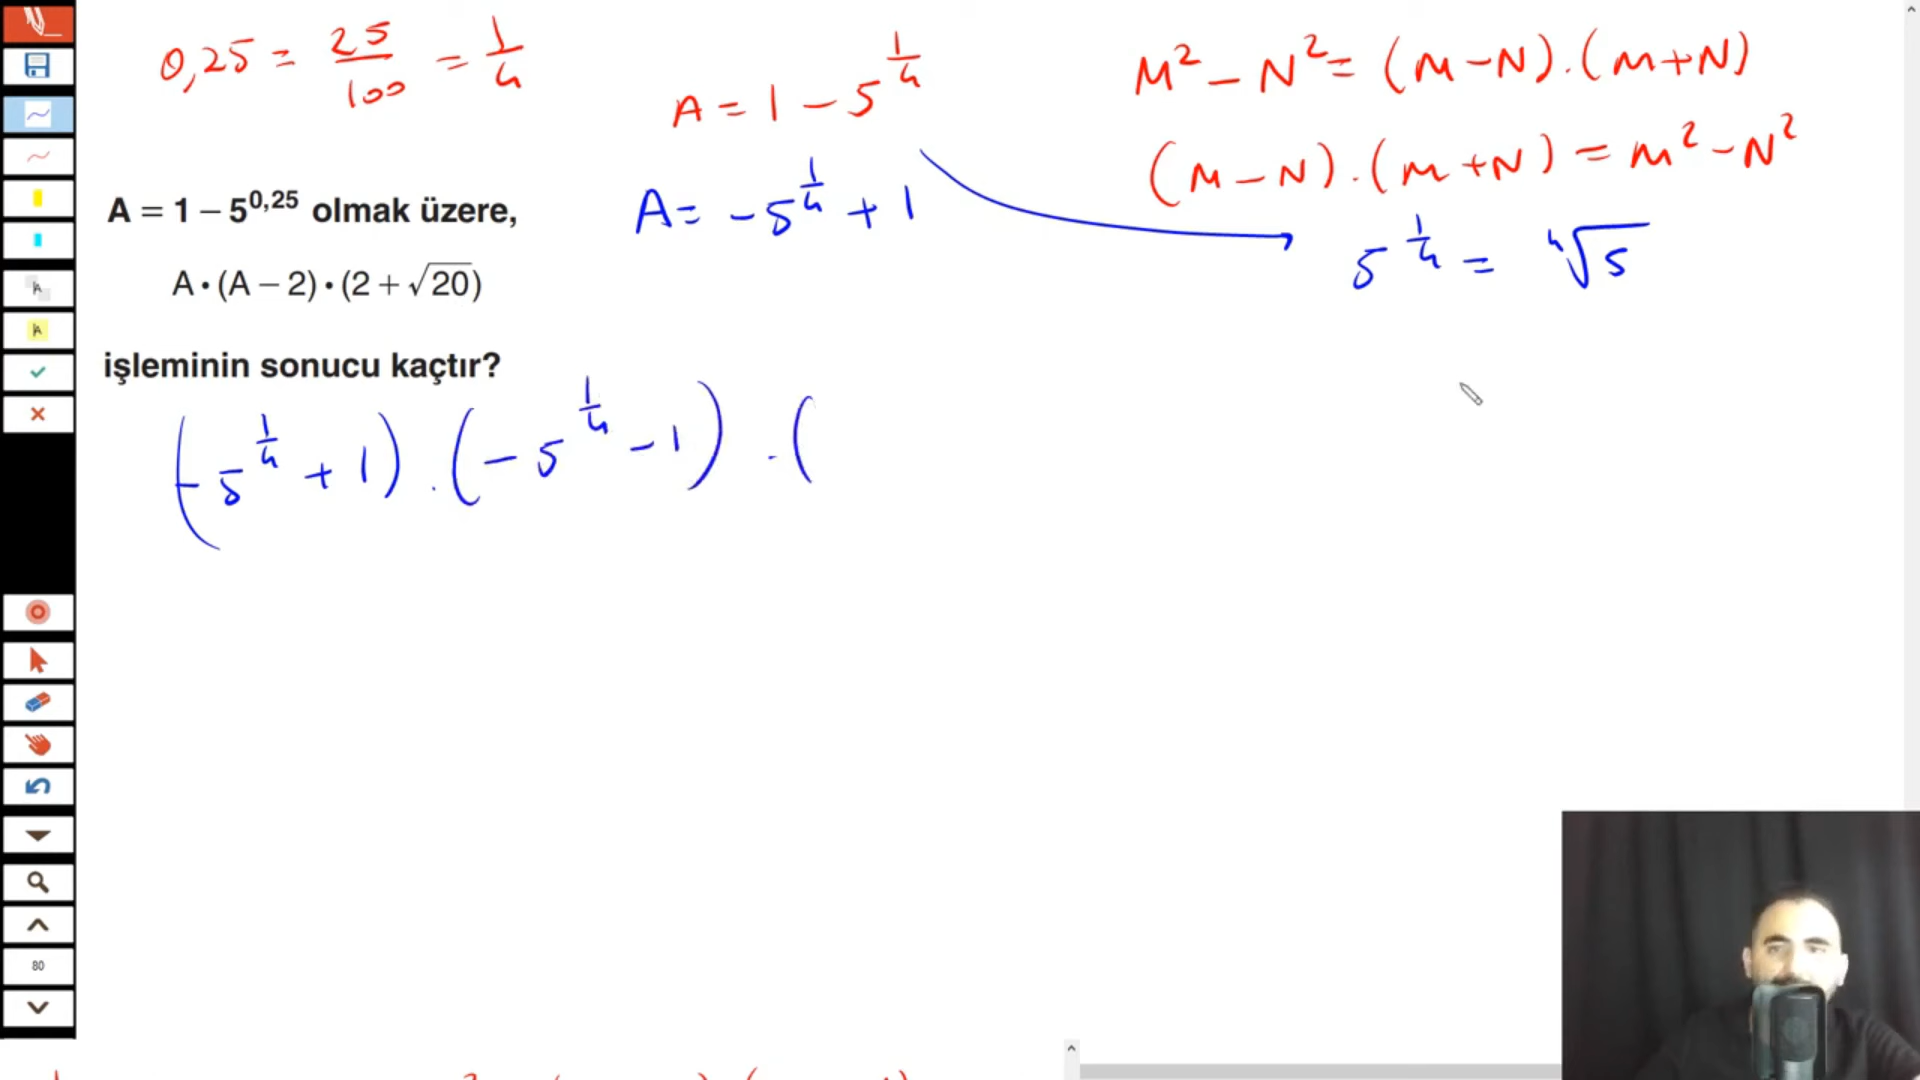 0,25 = 25/100 = 1/4
A = 1 - 5^{1/4}
A = -5^{1/4} + 1
M² - N² = (M - N).(M + N)
(M - N).(M + N) = M² - N²
5^{1/4} = ⁴√5
A = 1 – 5^{0,25} olmak üzere,
A • (A – 2) • (2 + √20)
işleminin sonucu kaçtır?
(-5^{1/4} + 1).(-5^{1/4} - 1).(
80